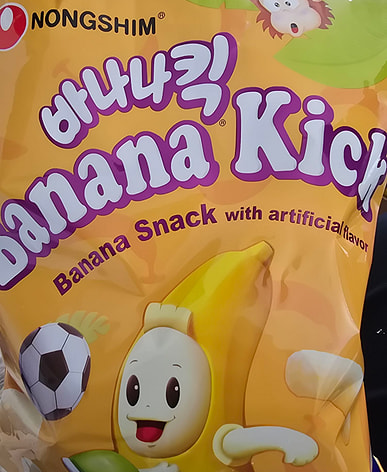 NONGSHIM®
바나나킥
Banana® Kick
Banana Snack with artificial flavor